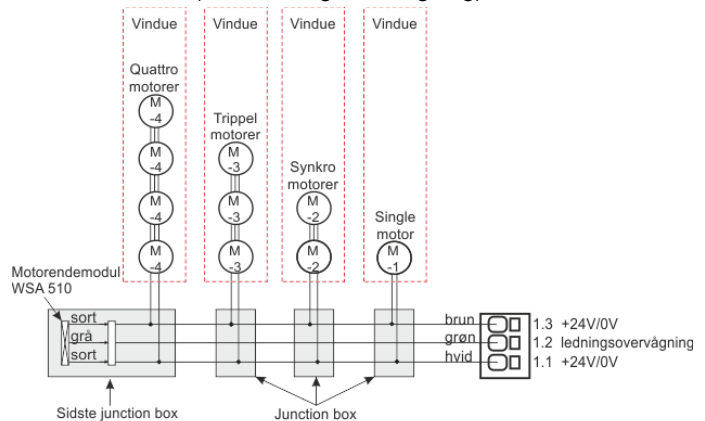 Vindue
Vindue
Vindue
Vindue
Quattro
motorer
M
-4
M
-4
M
-4
M
-4
Trippel
motorer
M
-3
M
-3
M
-3
Synkro
motorer
M
-2
M
-2
Single
motor
M
-1
Motorendemodul
WSA 510
sort
grå
sort
brun
grøn
hvid
1.3 +24V/0V
1.2 ledningsovervågning
1.1 +24V/0V
Sidste junction box
Junction box